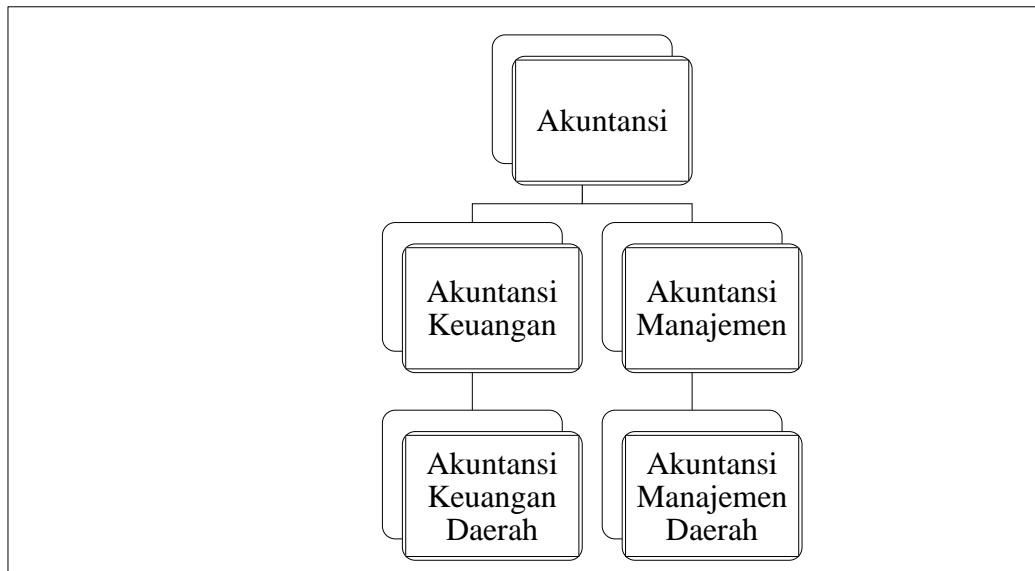 Akuntansi
Akuntansi
Keuangan
Akuntansi
Manajemen
Akuntansi
Keuangan
Daerah
Akuntansi
Manajemen
Daerah